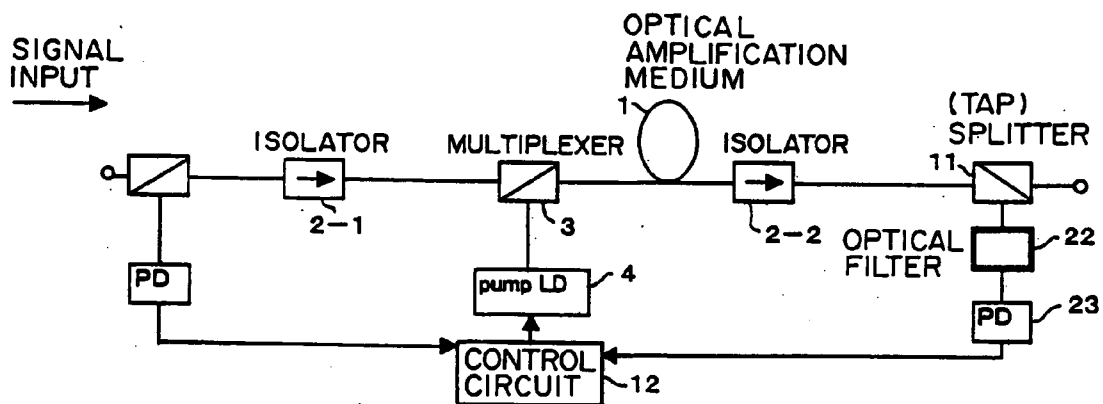 SIGNAL
INPUT
OPTICAL
AMPLIFICATION
MEDIUM
1
(TAP)
SPLITTER
11
ISOLATOR
2-1
MULTIPLEXER
3
ISOLATOR
2-2
OPTICAL
FILTER
22
PD
pump LD
4
PD
23
CONTROL
CIRCUIT
12